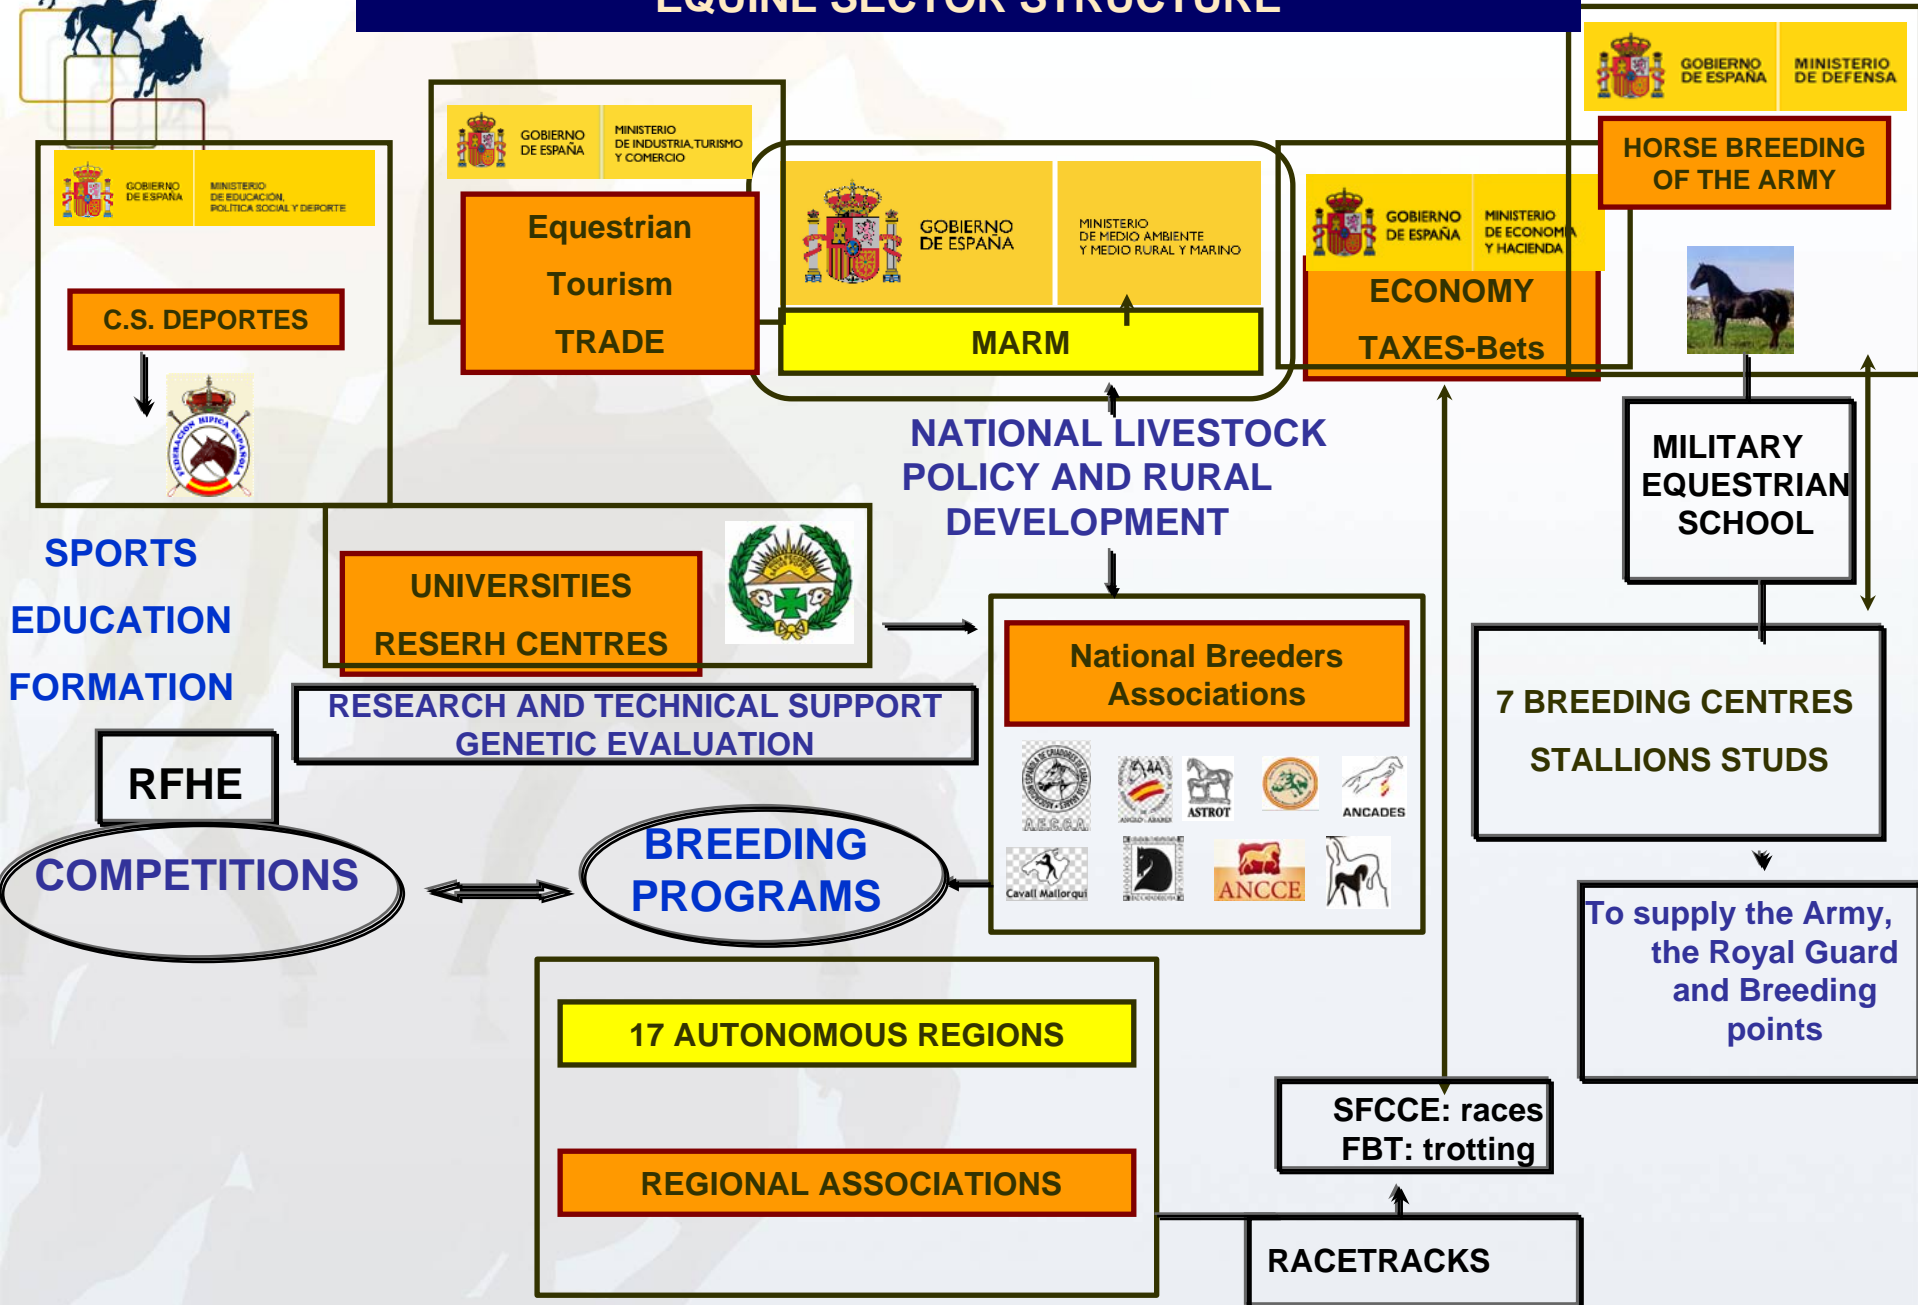 EQUINE SECTOR STRUCTURE
GOBIERNO
DE ESPAÑA
MINISTERIO
DE DEFENSA
HORSE BREEDING
OF THE ARMY
GOBIERNO
DE ESPAÑA
MINISTERIO
DE INDUSTRIA, TURISMO
Y COMERCIO
Equestrian
Tourism
TRADE
GOBIERNO
DE ESPAÑA
MINISTERIO
DE EDUCACIÓN,
POLÍTICA SOCIAL Y DEPORTE
C.S. DEPORTES
FEDERACIÓN HIPICA ESPAÑOLA
GOBIERNO
DE ESPAÑA
MINISTERIO
DE MEDIO AMBIENTE
Y MEDIO RURAL Y MARINO
MARM
GOBIERNO
DE ESPAÑA
MINISTERIO
DE ECONOMÍA
Y HACIENDA
ECONOMY
TAXES-Bets
NATIONAL LIVESTOCK
POLICY AND RURAL
DEVELOPMENT
MILITARY
EQUESTRIAN
SCHOOL
SPORTS
EDUCATION
FORMATION
UNIVERSITIES
RESERH CENTRES
RESEARCH AND TECHNICAL SUPPORT
GENETIC EVALUATION
National Breeders
Associations
ASTROT
ANCADES
Cavall Mallorquí
ANCCE
7 BREEDING CENTRES
STALLIONS STUDS
RFHE
COMPETITIONS
BREEDING
PROGRAMS
To supply the Army,
the Royal Guard
and Breeding
points
17 AUTONOMOUS REGIONS
REGIONAL ASSOCIATIONS
SFCCE: races
FBT: trotting
RACETRACKS